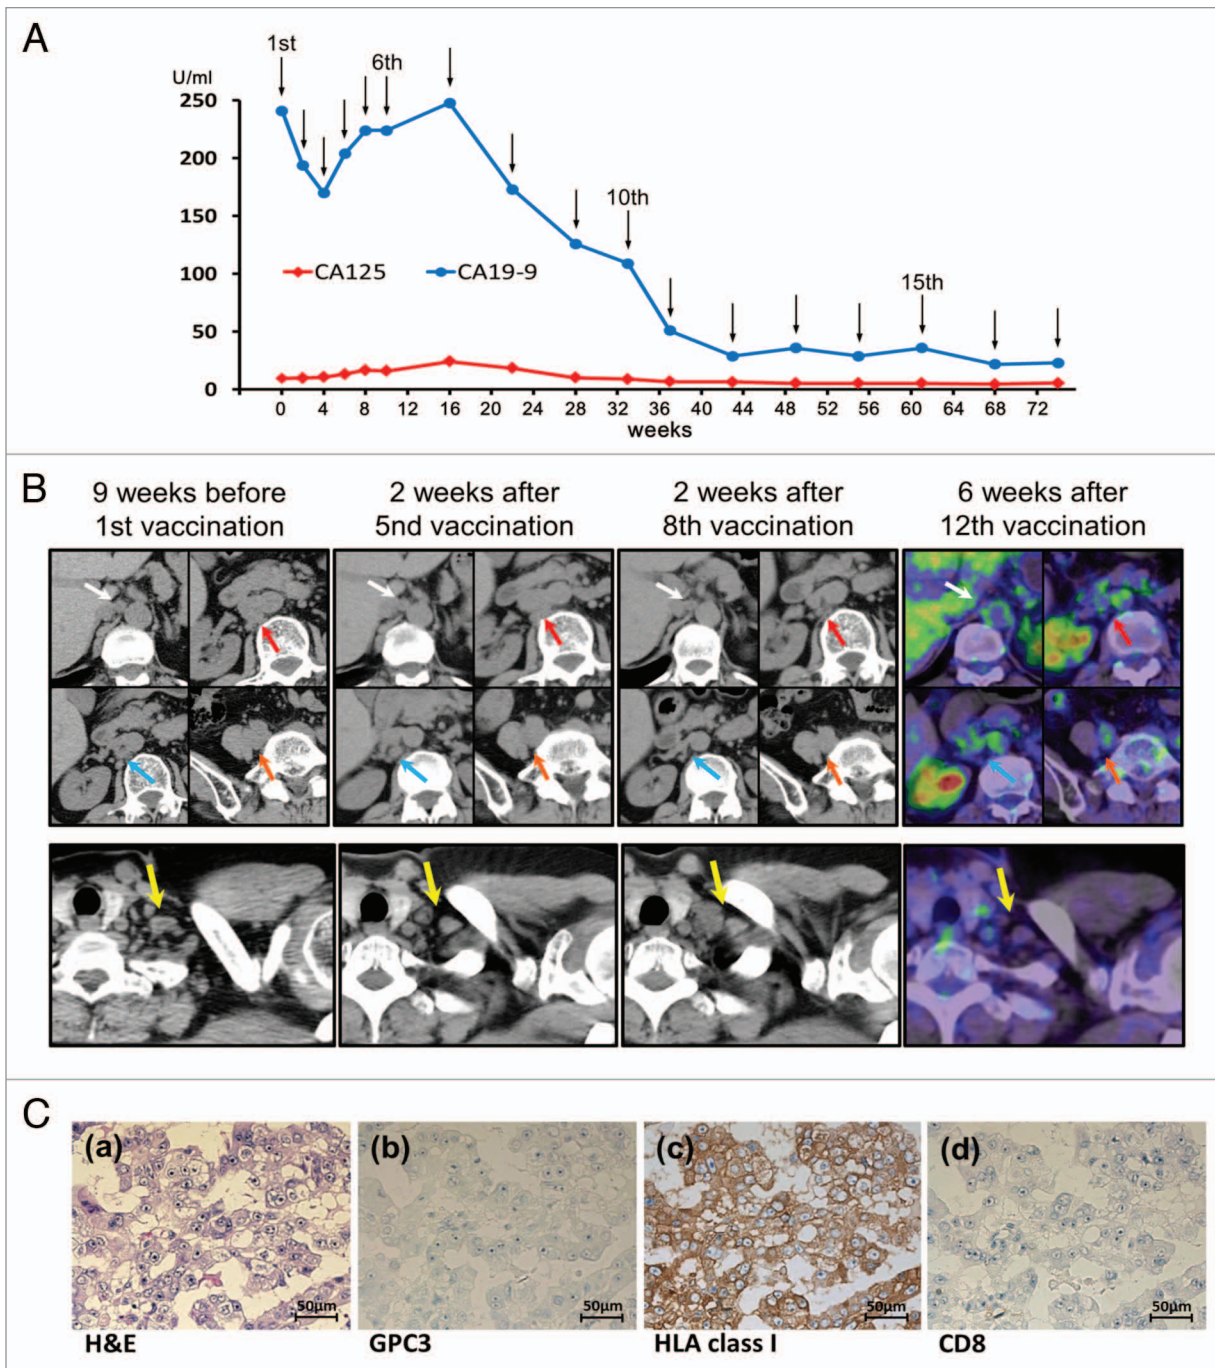 A
1st
6th
U/ml
250
200
10th
150
CA125 CA19-9
100
15th
50
0
0 4 8 12 16 20 24 28 32 36 40 44 48 52 56 60 64 68 72
weeks
B
9 weeks before
1st vaccination
2 weeks after
5nd vaccination
2 weeks after
8th vaccination
6 weeks after
12th vaccination
C
(a)
50μm
H&E
(b)
50μm
GPC3
(c)
50μm
HLA class I
(d)
50μm
CD8